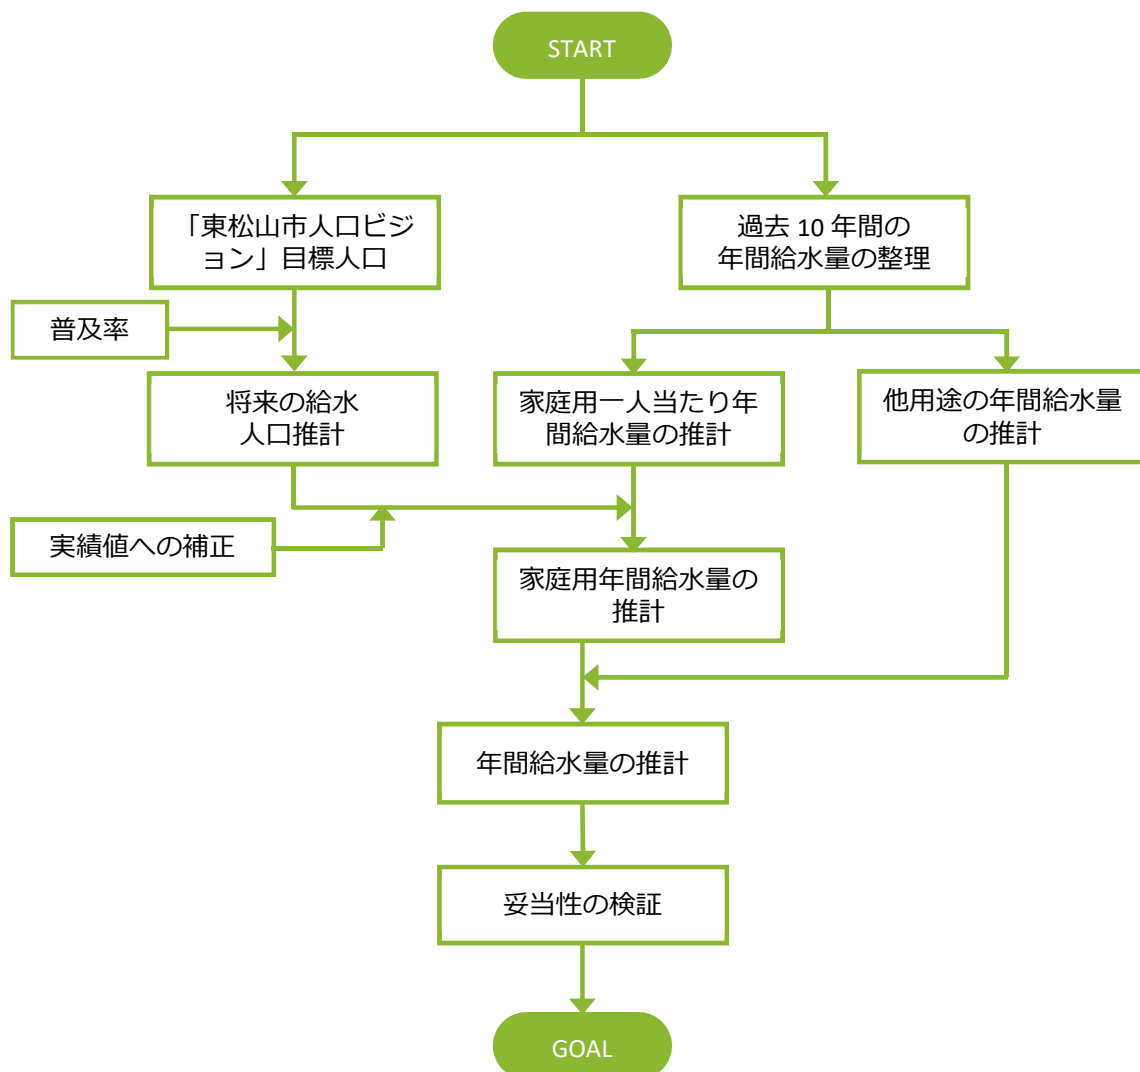 START
「東松山市人口ビジ
ョン」目標人口
過去 10 年間の
年間給水量の整理
普及率
将来の給水
人口推計
家庭用一人当たり年
間給水量の推計
他用途の年間給水量
の推計
実績値への補正
家庭用年間給水量の
推計
年間給水量の推計
妥当性の検証
GOAL